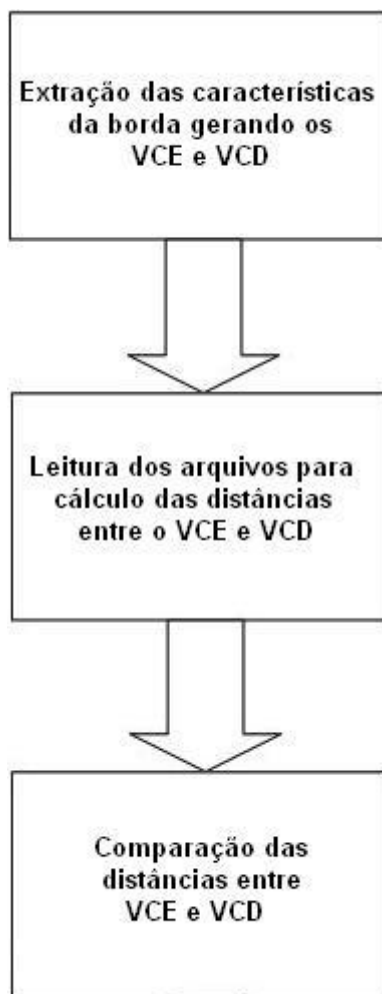 Extração das características
da borda gerando os
VCE e VCD
Leitura dos arquivos para
cálculo das distâncias
entre o VCE e VCD
Comparação das
distâncias entre
VCE e VCD